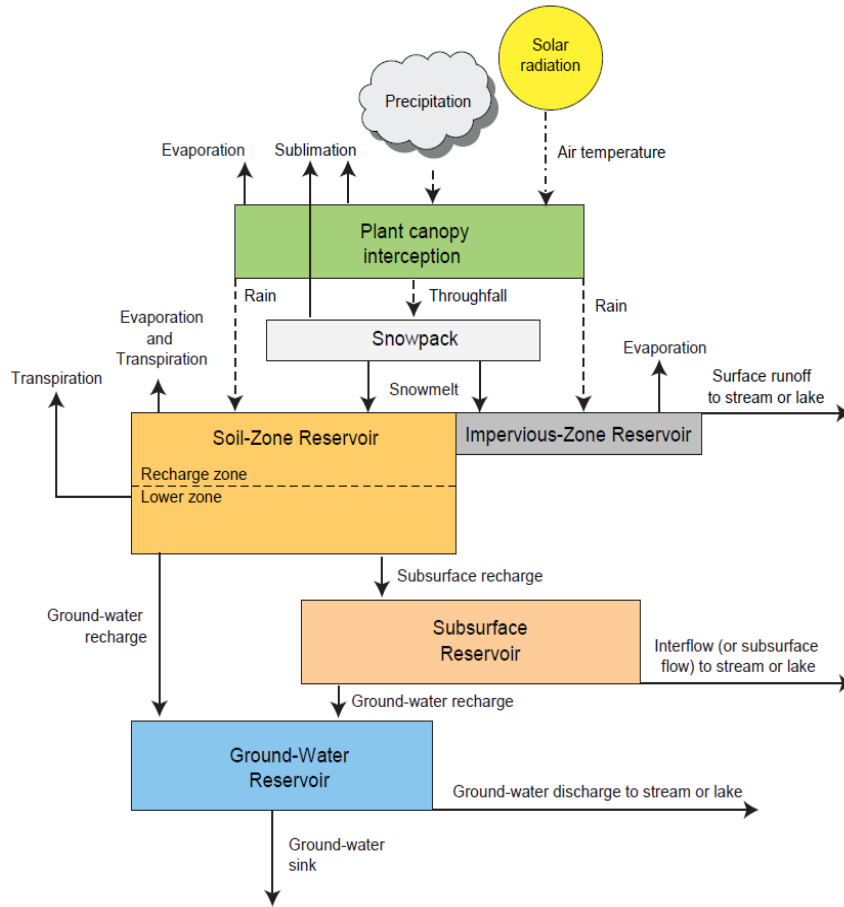 Solar
radiation
Precipitation
Evaporation
Sublimation
Air temperature
Plant canopy
interception
Rain
Throughfall
Rain
Evaporation
and
Transpiration
Snowpack
Evaporation
Transpiration
Snowmelt
Surface runoff
to stream or lake
Soil-Zone Reservoir
Impervious-Zone Reservoir
Recharge zone
Lower zone
Subsurface recharge
Ground-water
recharge
Subsurface
Reservoir
Interflow (or subsurface
flow) to stream or lake
Ground-water recharge
Ground-Water
Reservoir
Ground-water discharge to stream or lake
Ground-water
sink